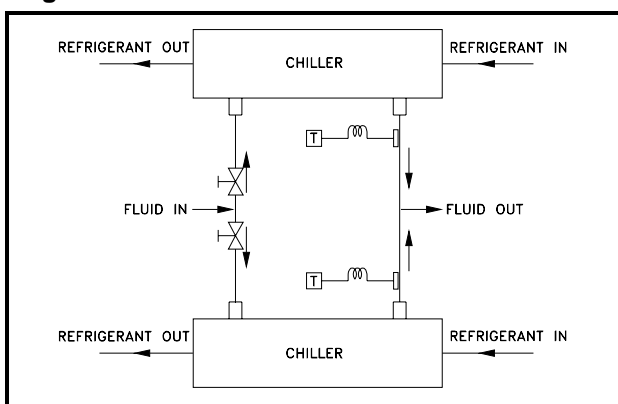 REFRIGERANT OUT
CHILLER
REFRIGERANT IN
T
FLUID IN
FLUID OUT
T
REFRIGERANT OUT
CHILLER
REFRIGERANT IN